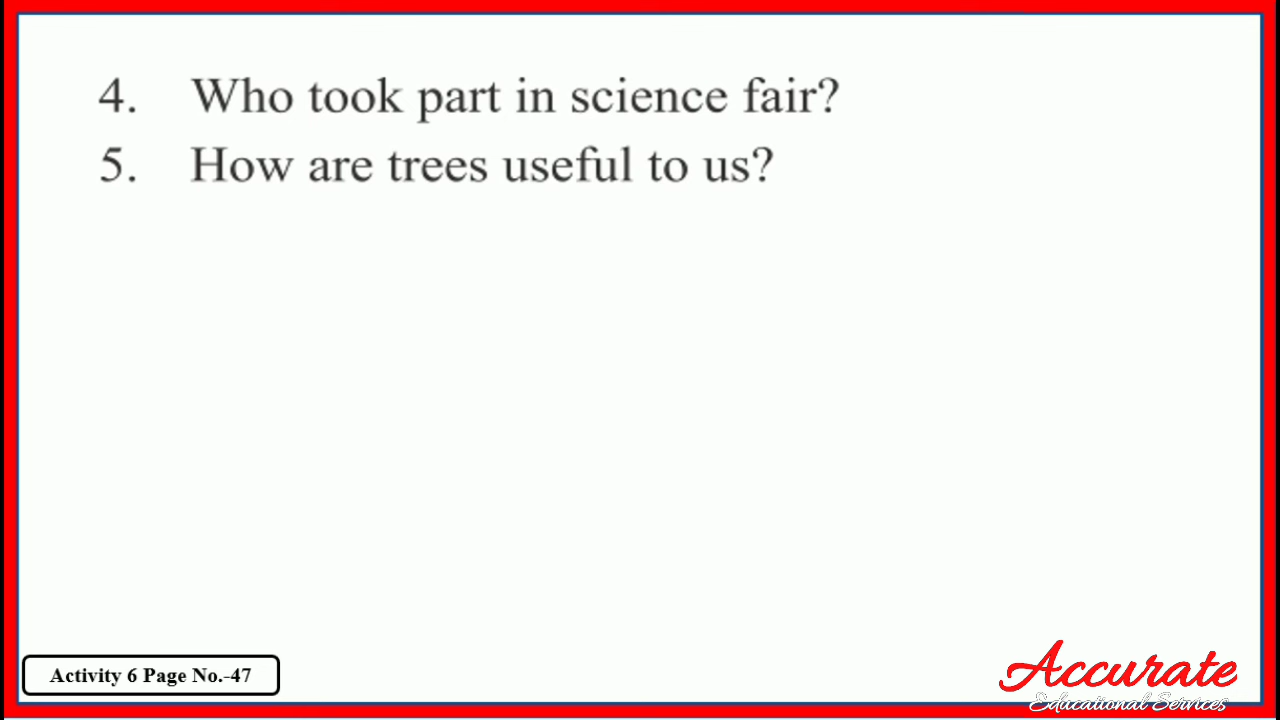 4. Who took part in science fair?
5. How are trees useful to us?
Activity 6 Page No.-47
Accurate
Educational Services